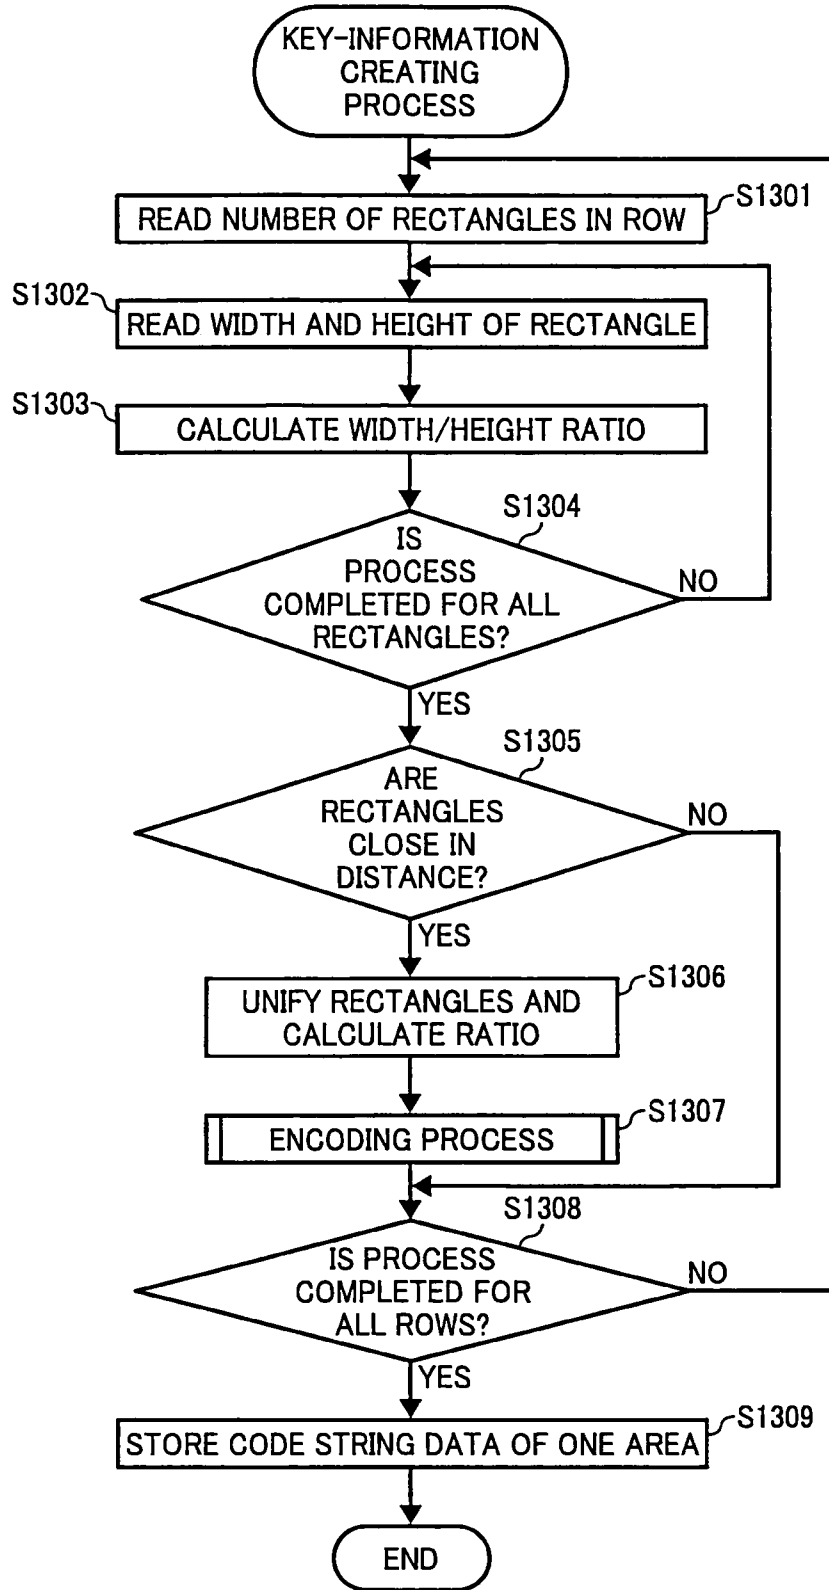 KEY-INFORMATION
CREATING
PROCESS
S1301
READ NUMBER OF RECTANGLES IN ROW
S1302
READ WIDTH AND HEIGHT OF RECTANGLE
S1303
CALCULATE WIDTH/HEIGHT RATIO
S1304
IS
PROCESS
COMPLETED FOR ALL
RECTANGLES?
NO
YES
S1305
ARE
RECTANGLES
CLOSE IN
DISTANCE?
NO
YES
S1306
UNIFY RECTANGLES AND
CALCULATE RATIO
S1307
ENCODING PROCESS
S1308
IS PROCESS
COMPLETED FOR
ALL ROWS?
NO
YES
S1309
STORE CODE STRING DATA OF ONE AREA
END